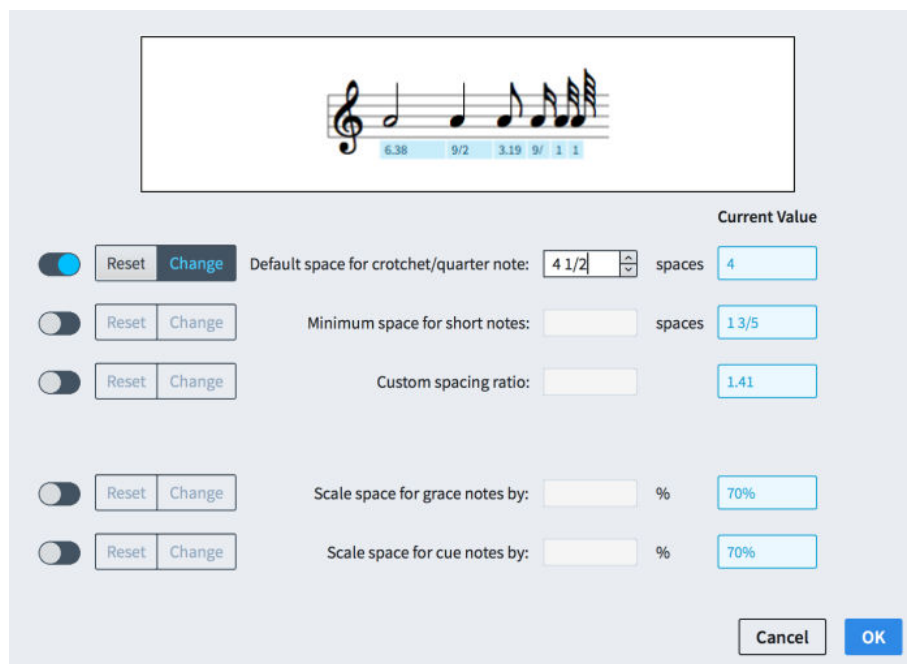 6.38 9/2 3.19 9/ 1 1
Current Value
Reset Change Default space for crotchet/quarter note: 4 1/2 spaces 4
Reset Change Minimum space for short notes: spaces 1 3/5
Reset Change Custom spacing ratio: 1.41
Reset Change Scale space for grace notes by: % 70%
Reset Change Scale space for cue notes by: % 70%
Cancel OK